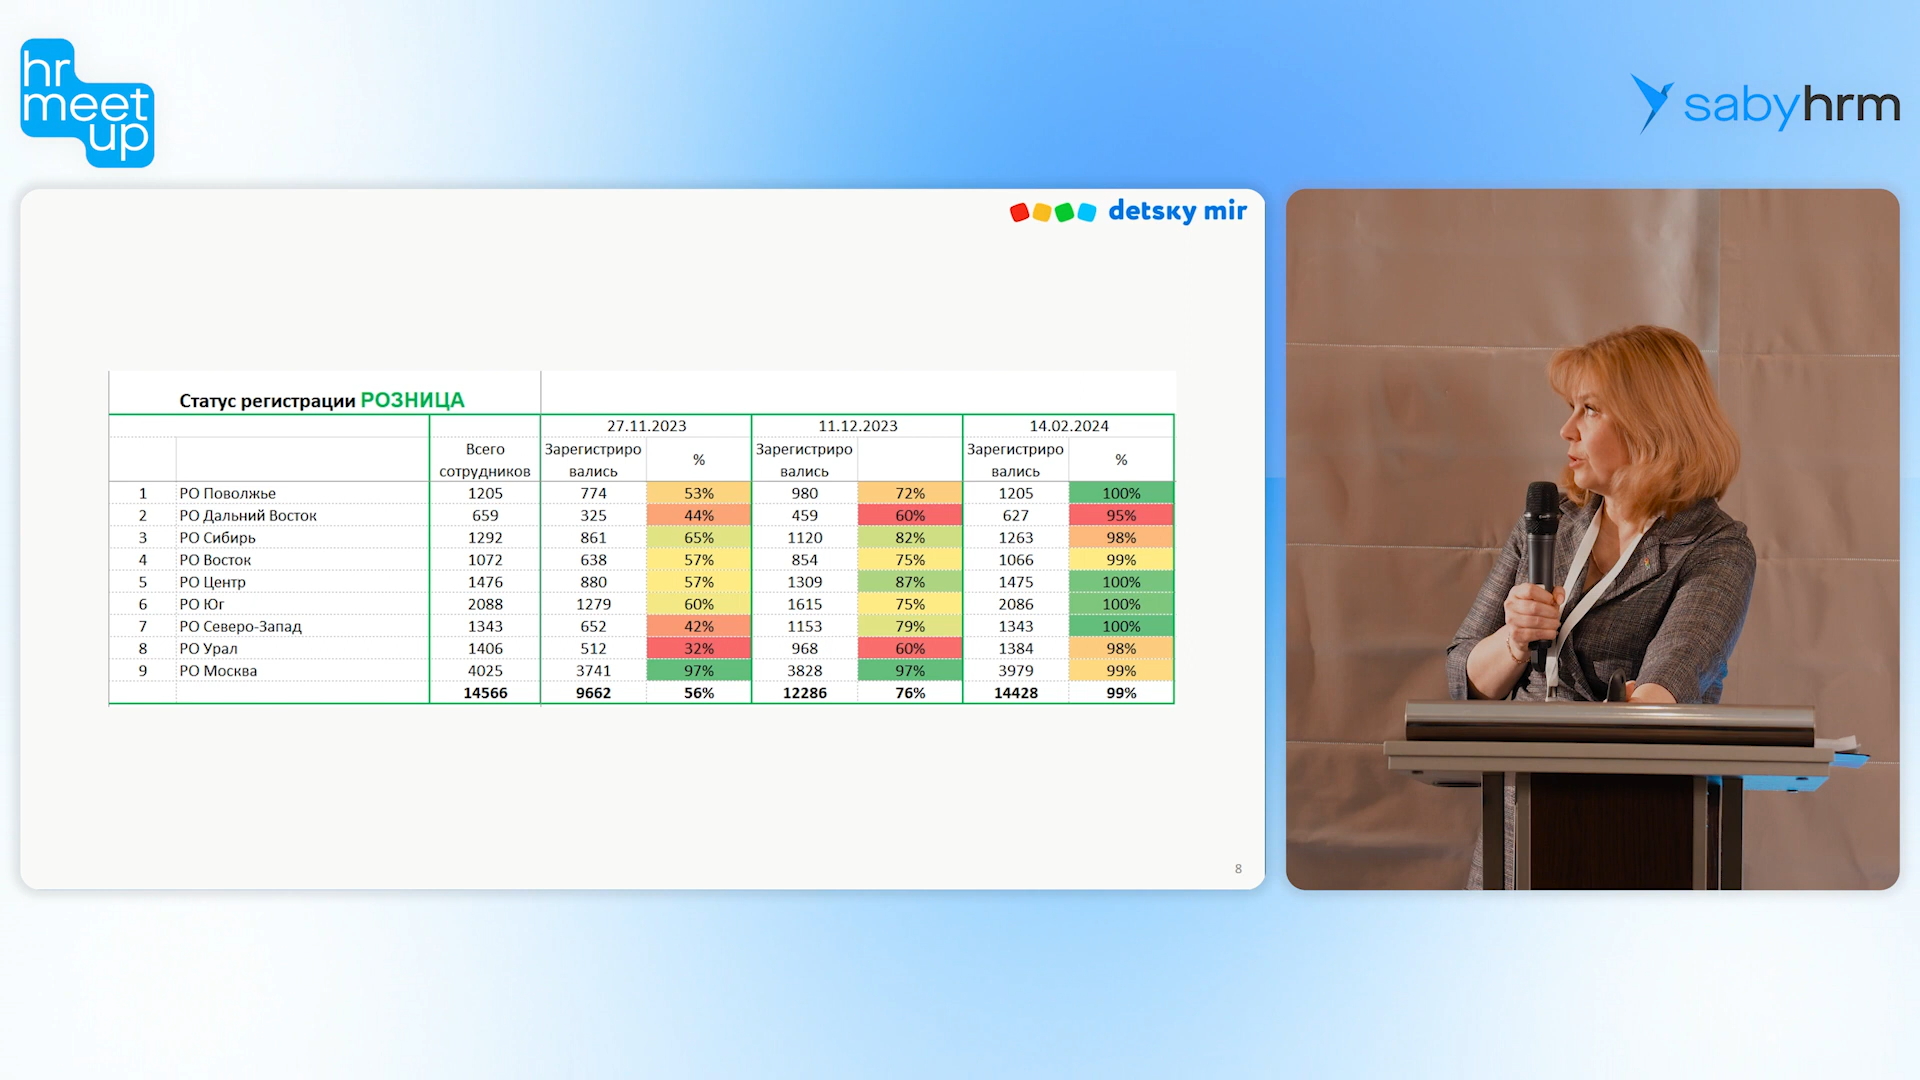 hr
meet
up
sabyhrm
detsky mir
Статус регистрации РОЗНИЦА
27.11.2023 11.12.2023 14.02.2024
Всего сотрудников Зарегистрировались % Зарегистрировались Зарегистрировались %
1 РО Поволжье 1205 774 53% 980 72% 1205 100%
2 РО Дальний Восток 659 325 44% 459 60% 627 95%
3 РО Сибирь 1292 861 65% 1120 82% 1263 98%
4 РО Восток 1072 638 57% 854 75% 1066 99%
5 РО Центр 1476 880 57% 1309 87% 1475 100%
6 РО Юг 2088 1279 60% 1615 75% 2086 100%
7 РО Северо-Запад 1343 652 42% 1153 79% 1343 100%
8 РО Урал 1406 512 32% 968 60% 1384 98%
9 РО Москва 4025 3741 97% 3828 97% 3979 99%
14566 9662 56% 12286 76% 14428 99%
8